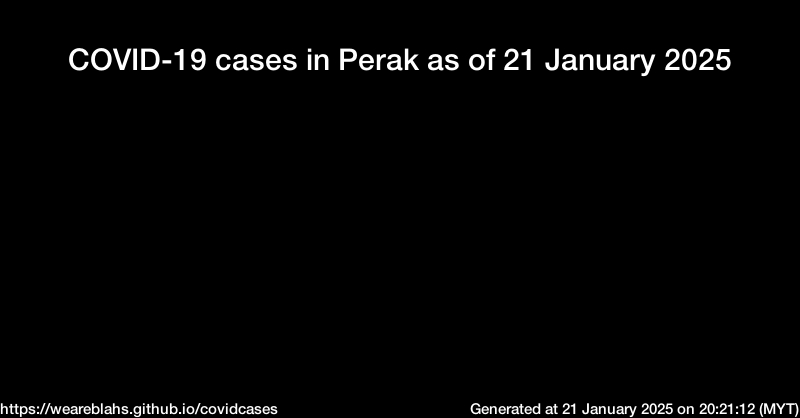 COVID-19 cases in Perak as of 21 January 2025
https://weareblahs.github.io/covidcases
Generated at 21 January 2025 on 20:21:12 (MYT)